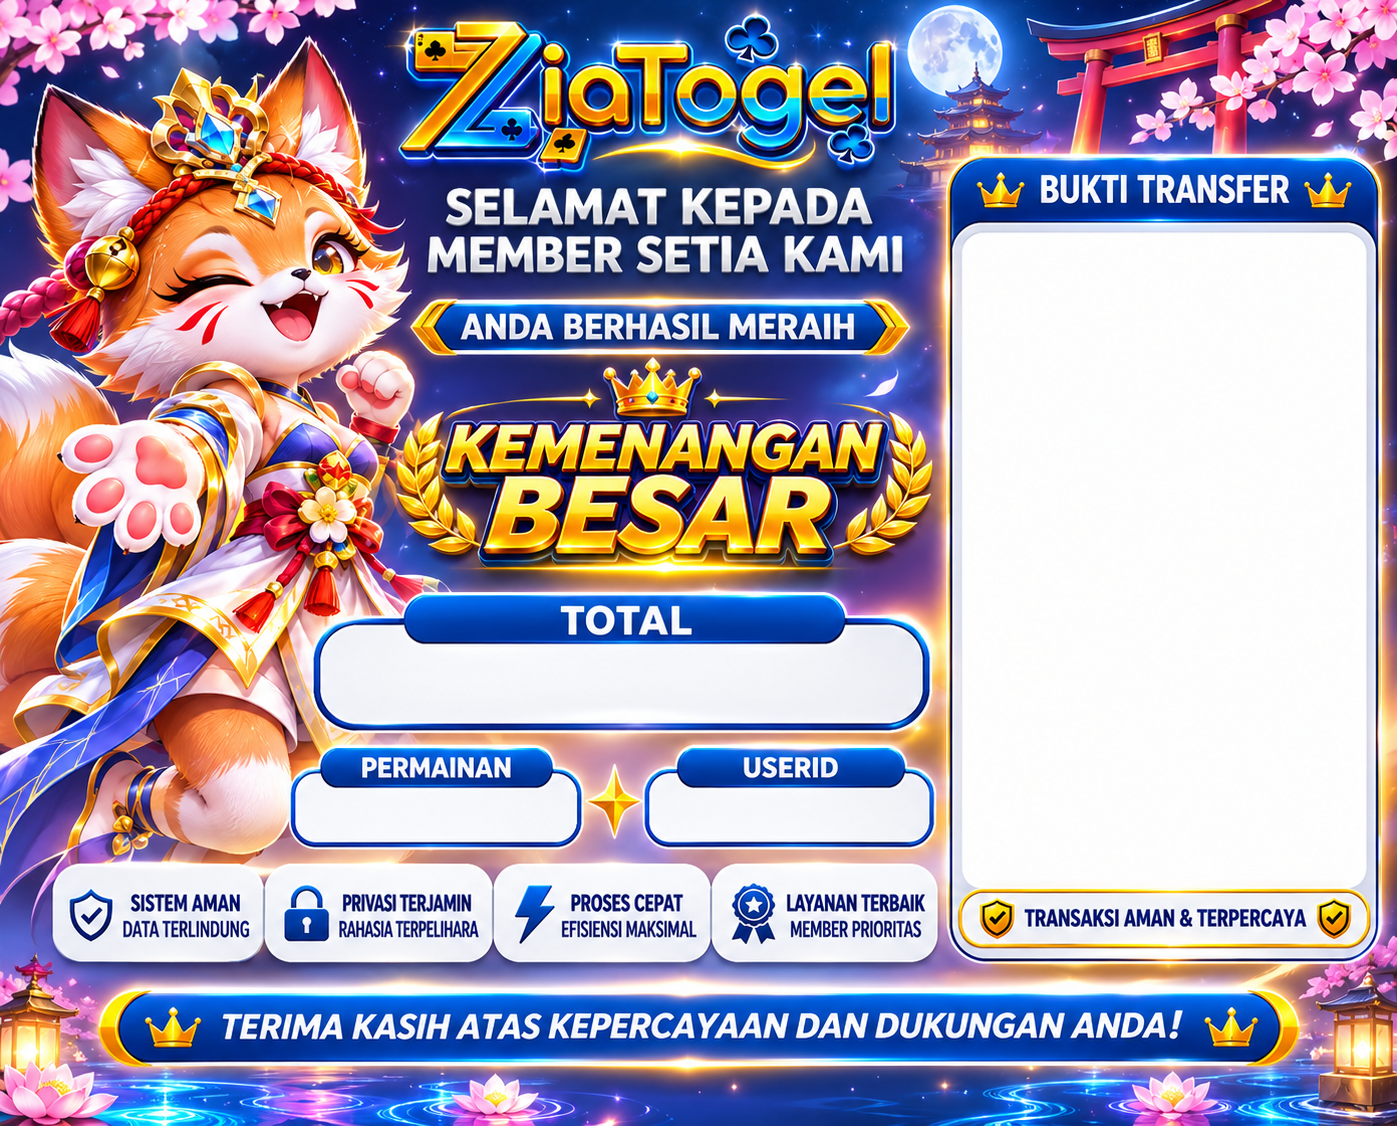 ZiaTogel
SELAMAT KEPADA
MEMBER SETIA KAMI
ANDA BERHASIL MERAIH
KEMENANGAN
BESAR
TOTAL
PERMAINAN
USERID
BUKTI TRANSFER
TRANSAKSI AMAN & TERPERCAYA
SISTEM AMAN
DATA TERLINDUNG
PRIVASI TERJAMIN
RAHASIA TERPELIHARA
PROSES CEPAT
EFISIENSI MAKSIMAL
LAYANAN TERBAIK
MEMBER PRIORITAS
TERIMA KASIH ATAS KEPERCAYAAN DAN DUKUNGAN ANDA!